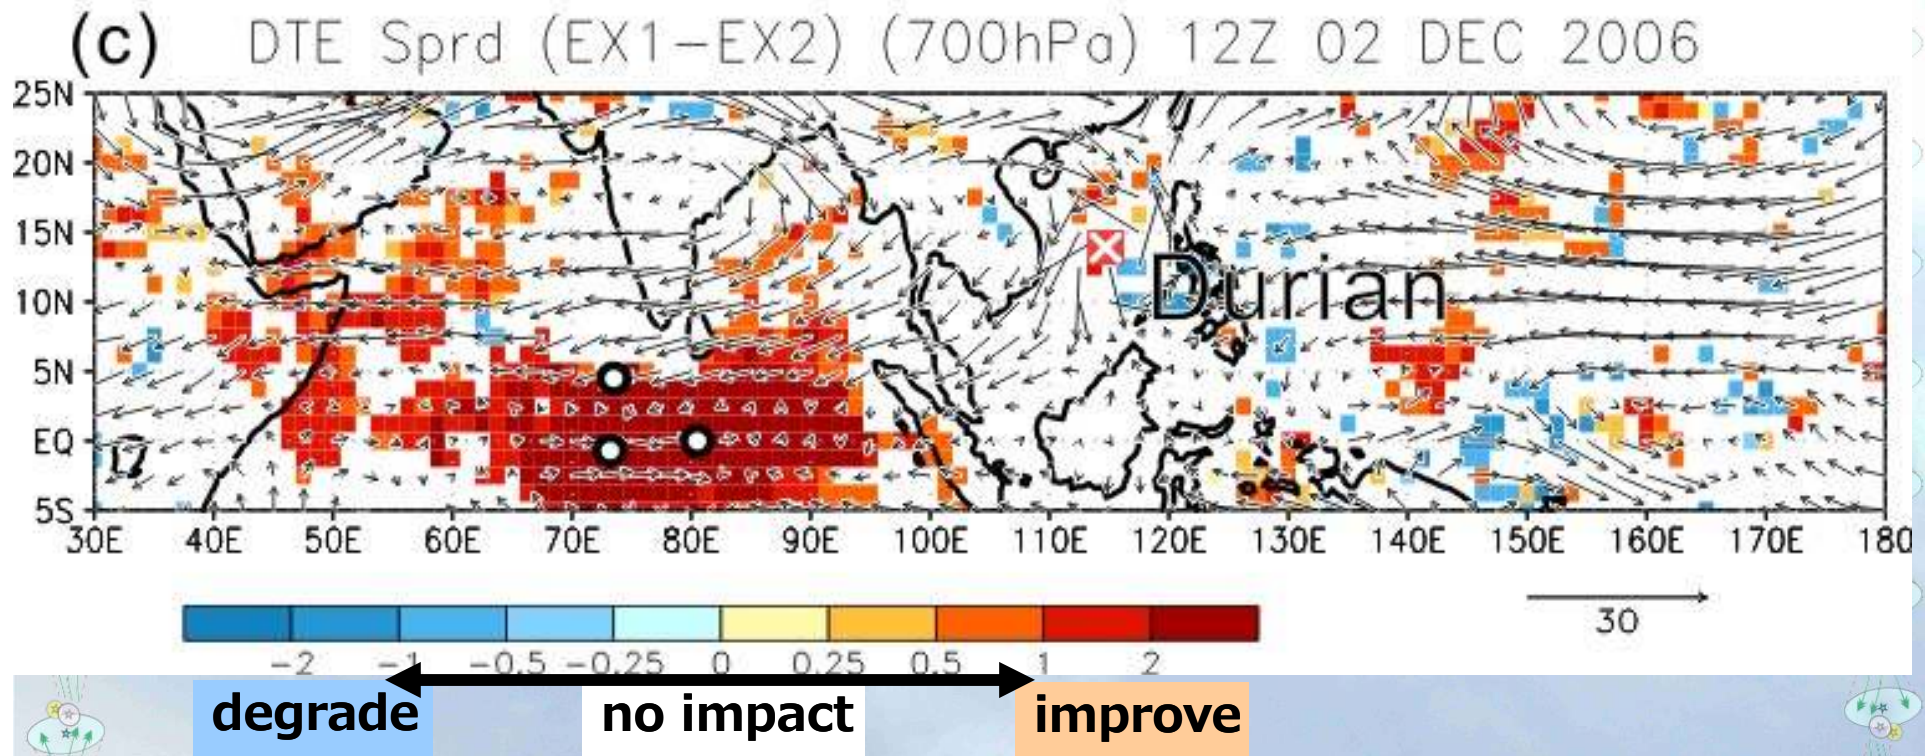 (c) DTE Sprd (EX1-EX2) (700hPa) 12Z 02 DEC 2006
25N
20N
15N
10N
5N
EQ
5S
Durian
30E 40E 50E 60E 70E 80E 90E 100E 110E 120E 130E 140E 150E 160E 170E 180
-2 -1 -0.5 -0.25 0 0.25 0.5 1 2
30
degrade no impact improve